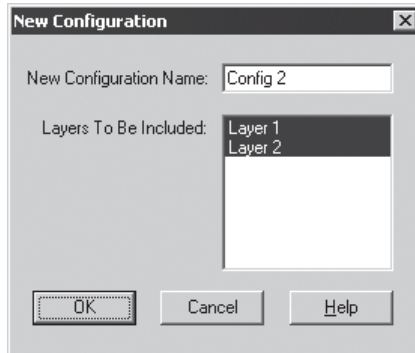 New Configuration
New Configuration Name: Config 2
Layers To Be Included: Layer 1
Layer 2
OK Cancel Help